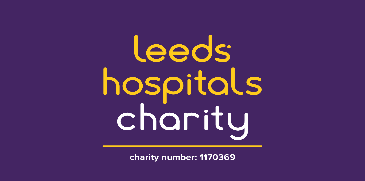 leeds
hospitals
charity
charity number: 1170369